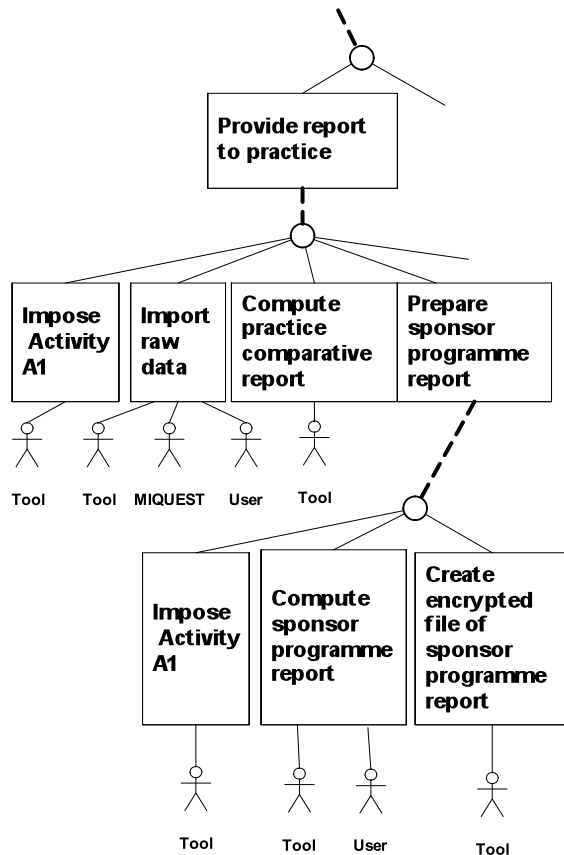 Provide report
to practice
Impose
Activity
A1
Import
raw
data
Compute
practice
comparative
report
Prepare
sponsor
programme
report
Tool
Tool
MIQUEST
User
Tool
Impose
Activity
A1
Compute
sponsor
programme
report
Create
encrypted
file of
sponsor
programme
report
Tool
Tool
User
Tool